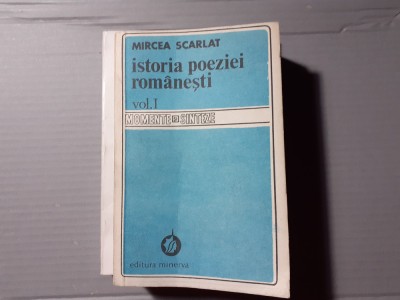 MIRCEA SCARLAT
istoria poeziei
românești
vol.I
MOMENTE ȘI SINTEZE
editura minerva